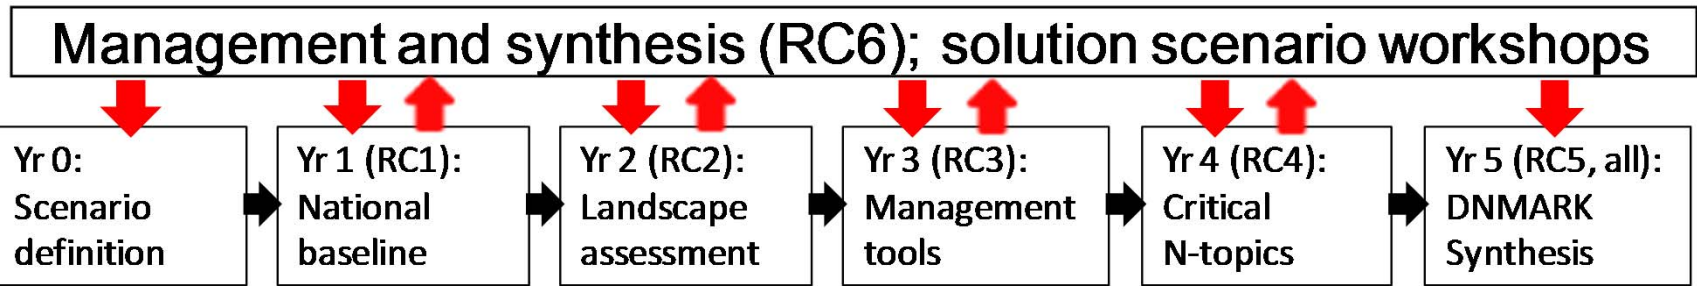 Management and synthesis (RC6); solution scenario workshops
Yr 0:
Scenario
definition
Yr 1 (RC1):
National
baseline
Yr 2 (RC2):
Landscape
assessment
Yr 3 (RC3):
Management
tools
Yr 4 (RC4):
Critical
N-topics
Yr 5 (RC5, all):
DNMARK
Synthesis